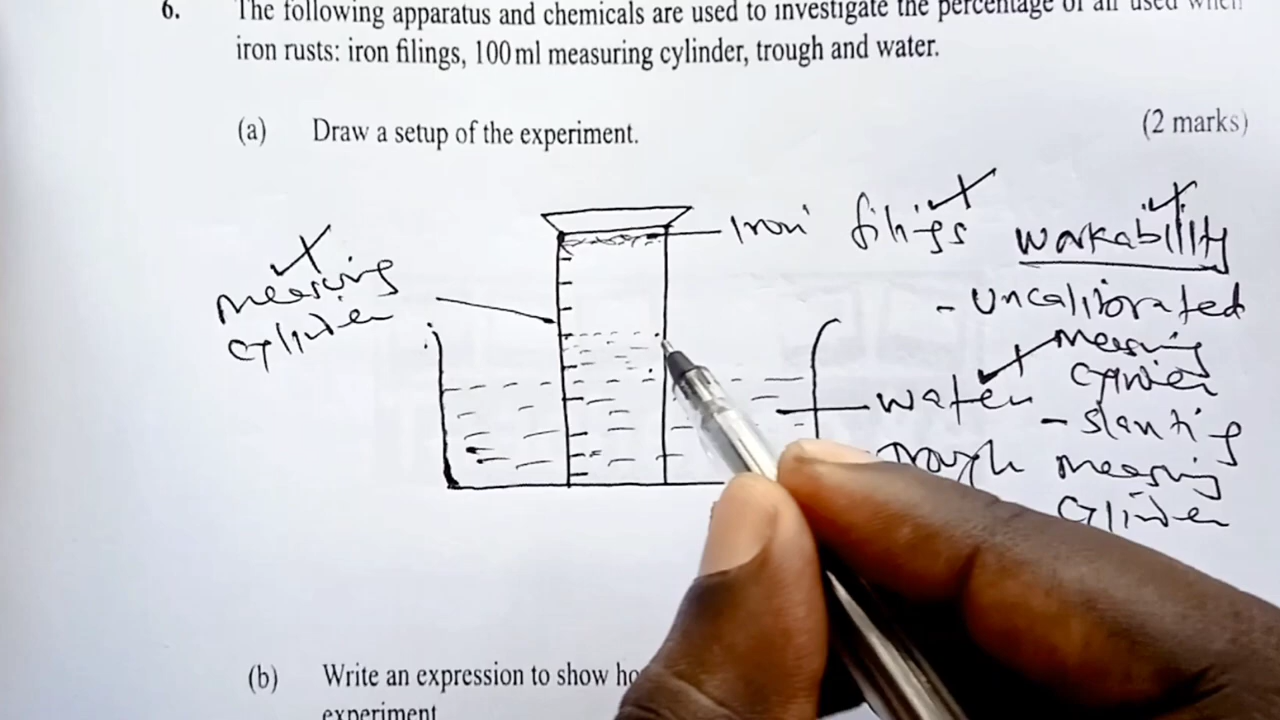 6. The following apparatus and chemicals are used to investigate the percentage of air used when
iron rusts: iron filings, 100 ml measuring cylinder, trough and water.
(a) Draw a setup of the experiment. (2 marks)
Iron filings
workability
measuring
cylinder
- uncalibrated
measuring
cylinder
water
- slanting
trough
measuring
cylinder
(b) Write an expression to show ho
experiment